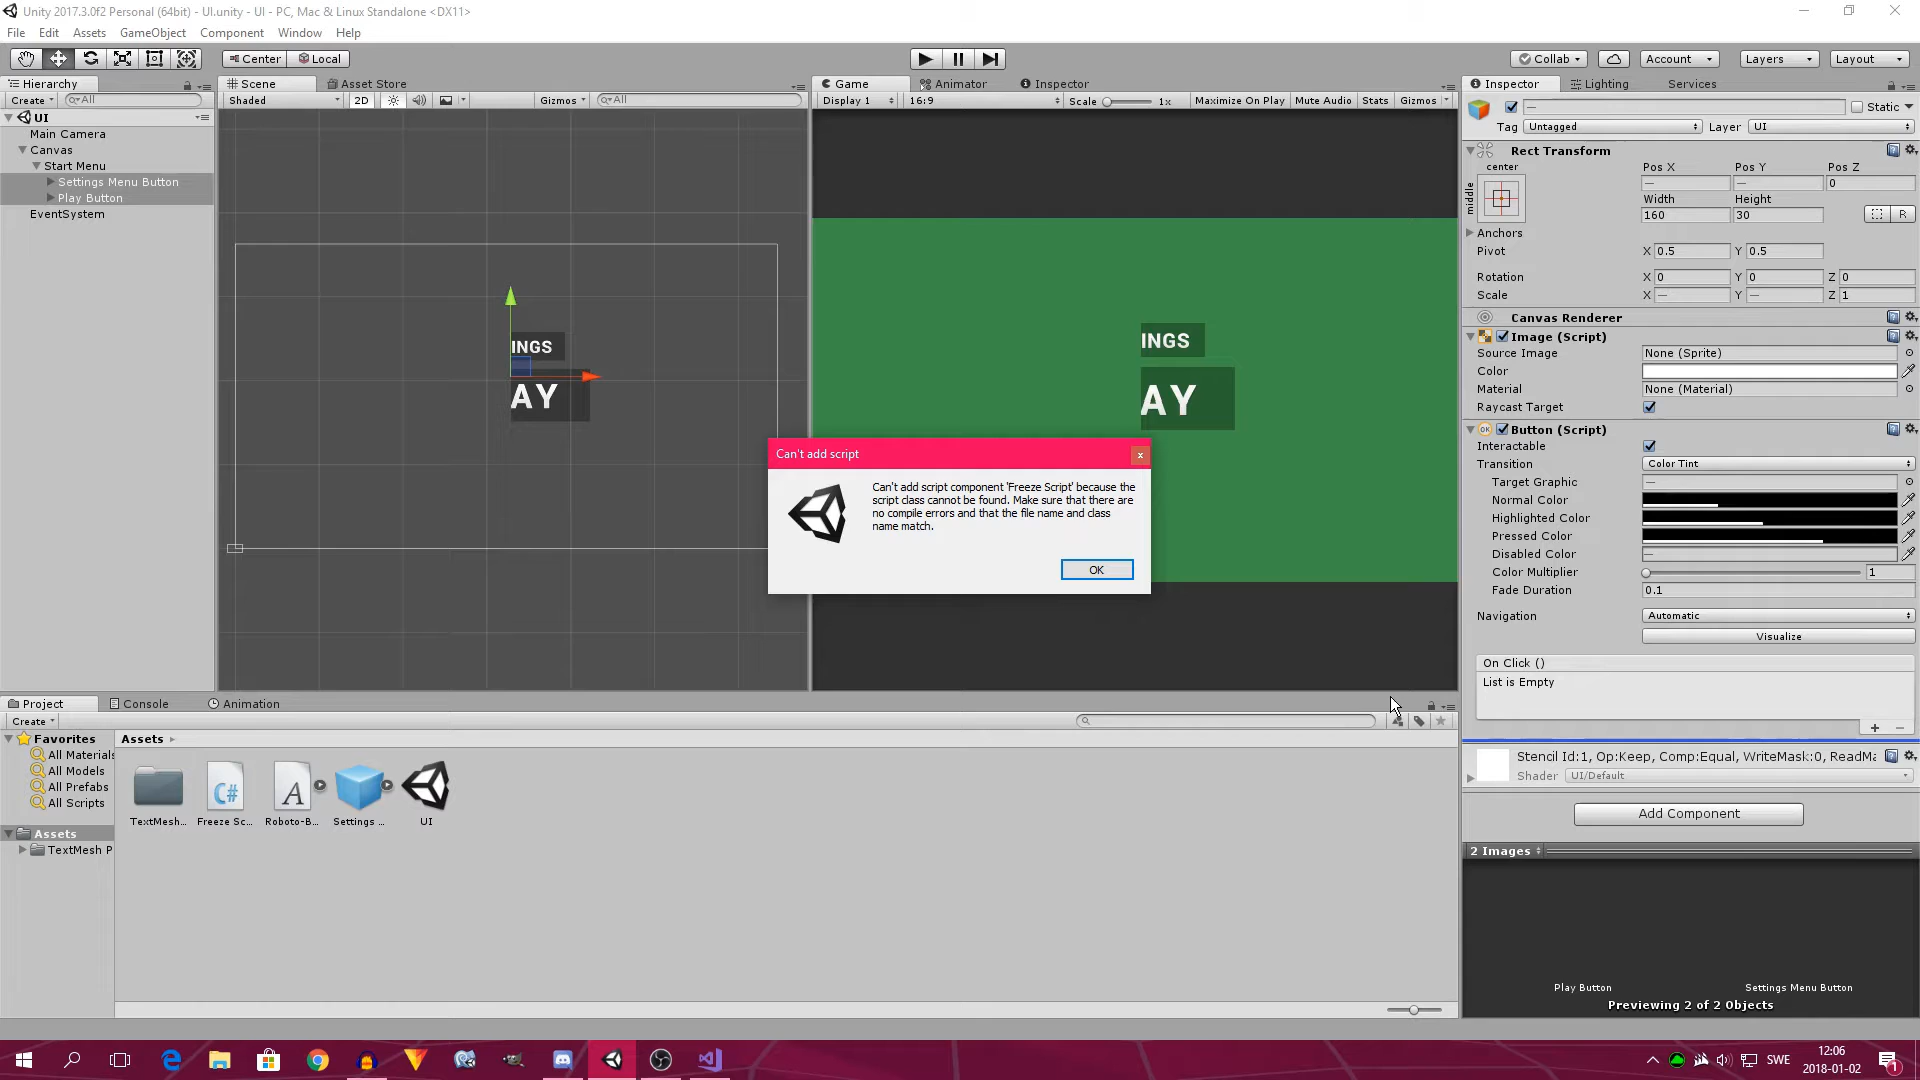 Unity 2017.3.0f2 Personal (64bit) - UI.unity - UI - PC, Mac & Linux Standalone <DX11>
File Edit Assets GameObject Component Window Help
Center Local Collab Account Layers Layout
Hierarchy Scene Asset Store Game Animator Inspector Inspector Lighting Services
Create All Shaded 2D Gizmos All Display 1 16:9 Scale 1x Maximize On Play Mute Audio Stats Gizmos
— Static
UI
Tag Untagged Layer UI
Main Camera
Canvas
Rect Transform
Start Menu
center Pos X Pos Y Pos Z
Settings Menu Button
— — 0
middle
Play Button
Width Height
EventSystem
160 30 R
Anchors
Pivot X 0.5 Y 0.5
Rotation X 0 Y 0 Z 0
Scale X — Y — Z 1
Canvas Renderer
Image (Script)
INGS
INGS
Source Image None (Sprite)
Color
Material None (Material)
AY
AY
Raycast Target
Button (Script)
Interactable
Can't add script x
Transition Color Tint
Target Graphic —
Can't add script component 'Freeze Script' because the
script class cannot be found. Make sure that there are
no compile errors and that the file name and class
name match.
OK
Normal Color
Highlighted Color
Pressed Color
Disabled Color —
Color Multiplier 1
Fade Duration 0.1
Navigation Automatic
Visualize
On Click ()
List is Empty
+ −
Project Console Animation
Create
Favorites
Assets
All Materials
All Models
All Prefabs
All Scripts
Stencil Id:1, Op:Keep, Comp:Equal, WriteMask:0, ReadMa
Shader UI/Default
C# A
TextMesh... Freeze Sc... Roboto-B... Settings ... UI
Add Component
Assets
TextMesh P
2 Images
Play Button Settings Menu Button
Previewing 2 of 2 Objects
SWE
12:06
2018-01-02
1